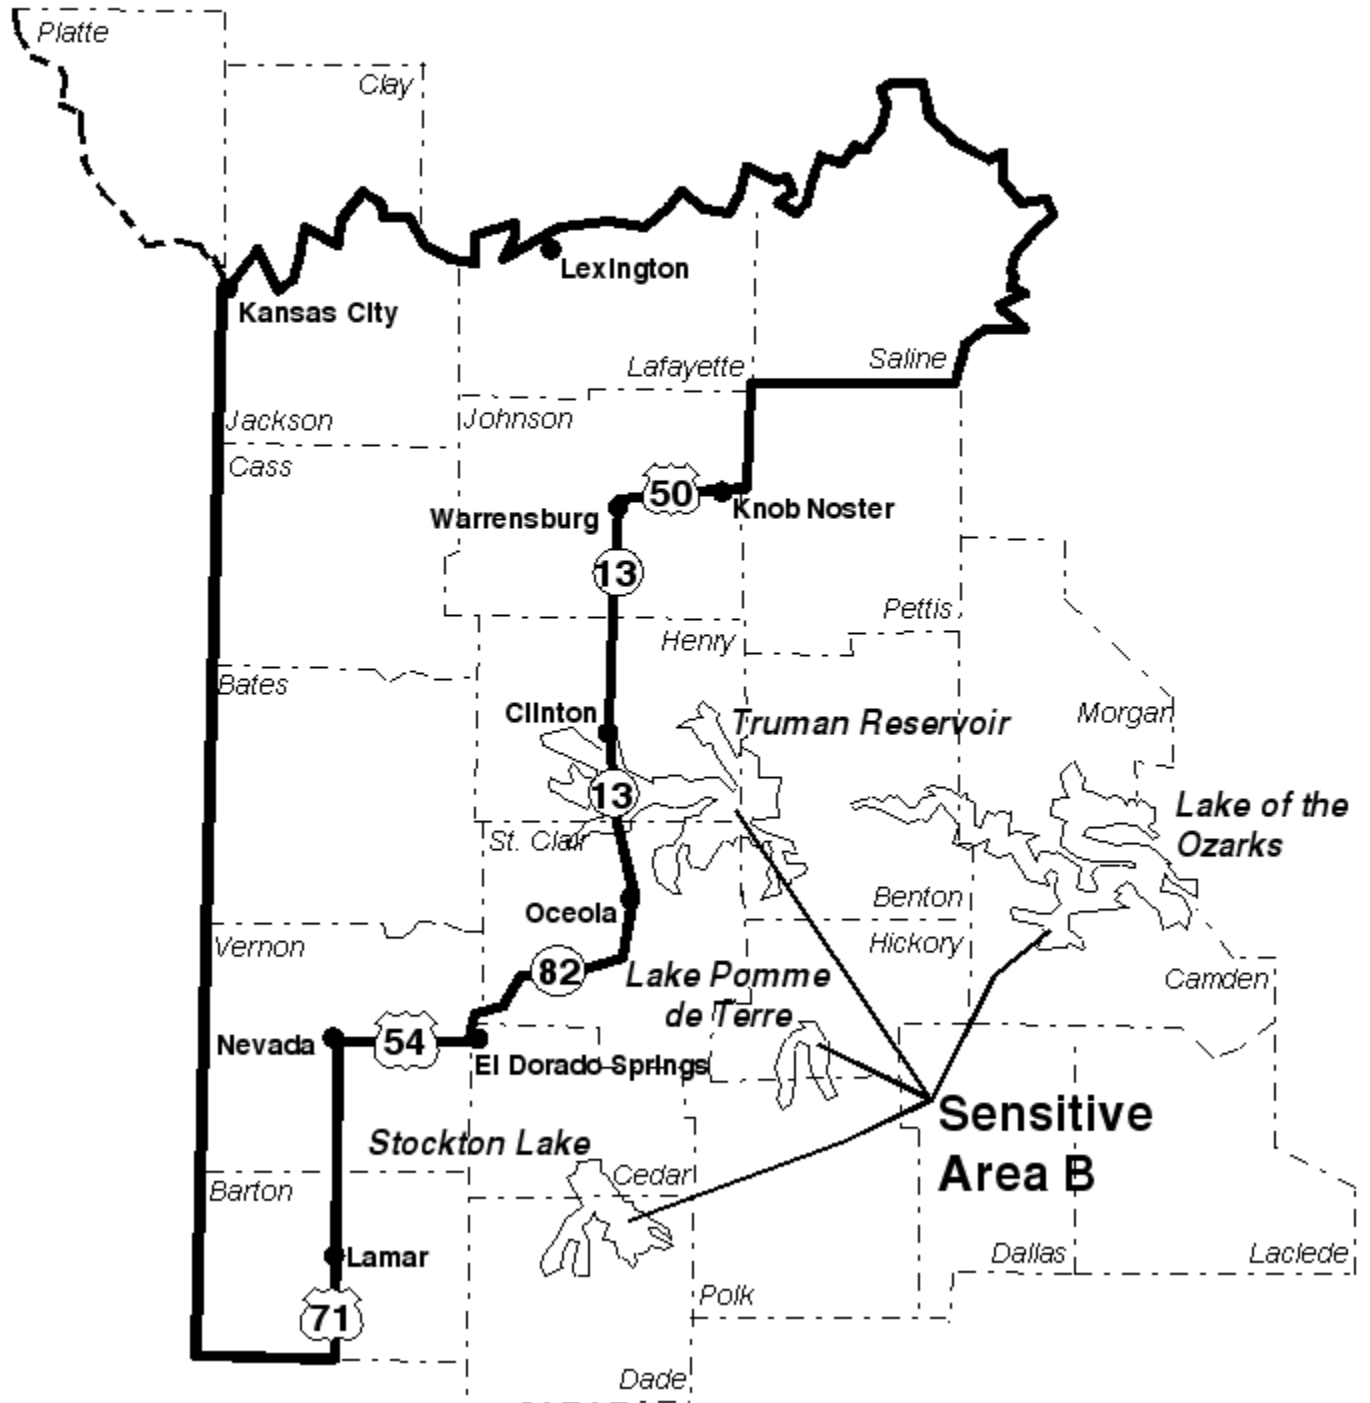 Platte
Clay
Lexington
Kansas City
Lafayette
Saline
Jackson
Johnson
Cass
50
Knob Noster
Warrensburg
13
Pettis
Henry
Bates
Clinton
Truman Reservoir
Morgan
13
Lake of the
Ozarks
St. Clair
Benton
Oceola
Vernon
Hickory
82
Lake Pomme
de Terre
Camden
Nevada
54
El Dorado Springs
Sensitive
Area B
Stockton Lake
Cedar
Barton
Lamar
Dallas
Laclede
71
Polk
Dade